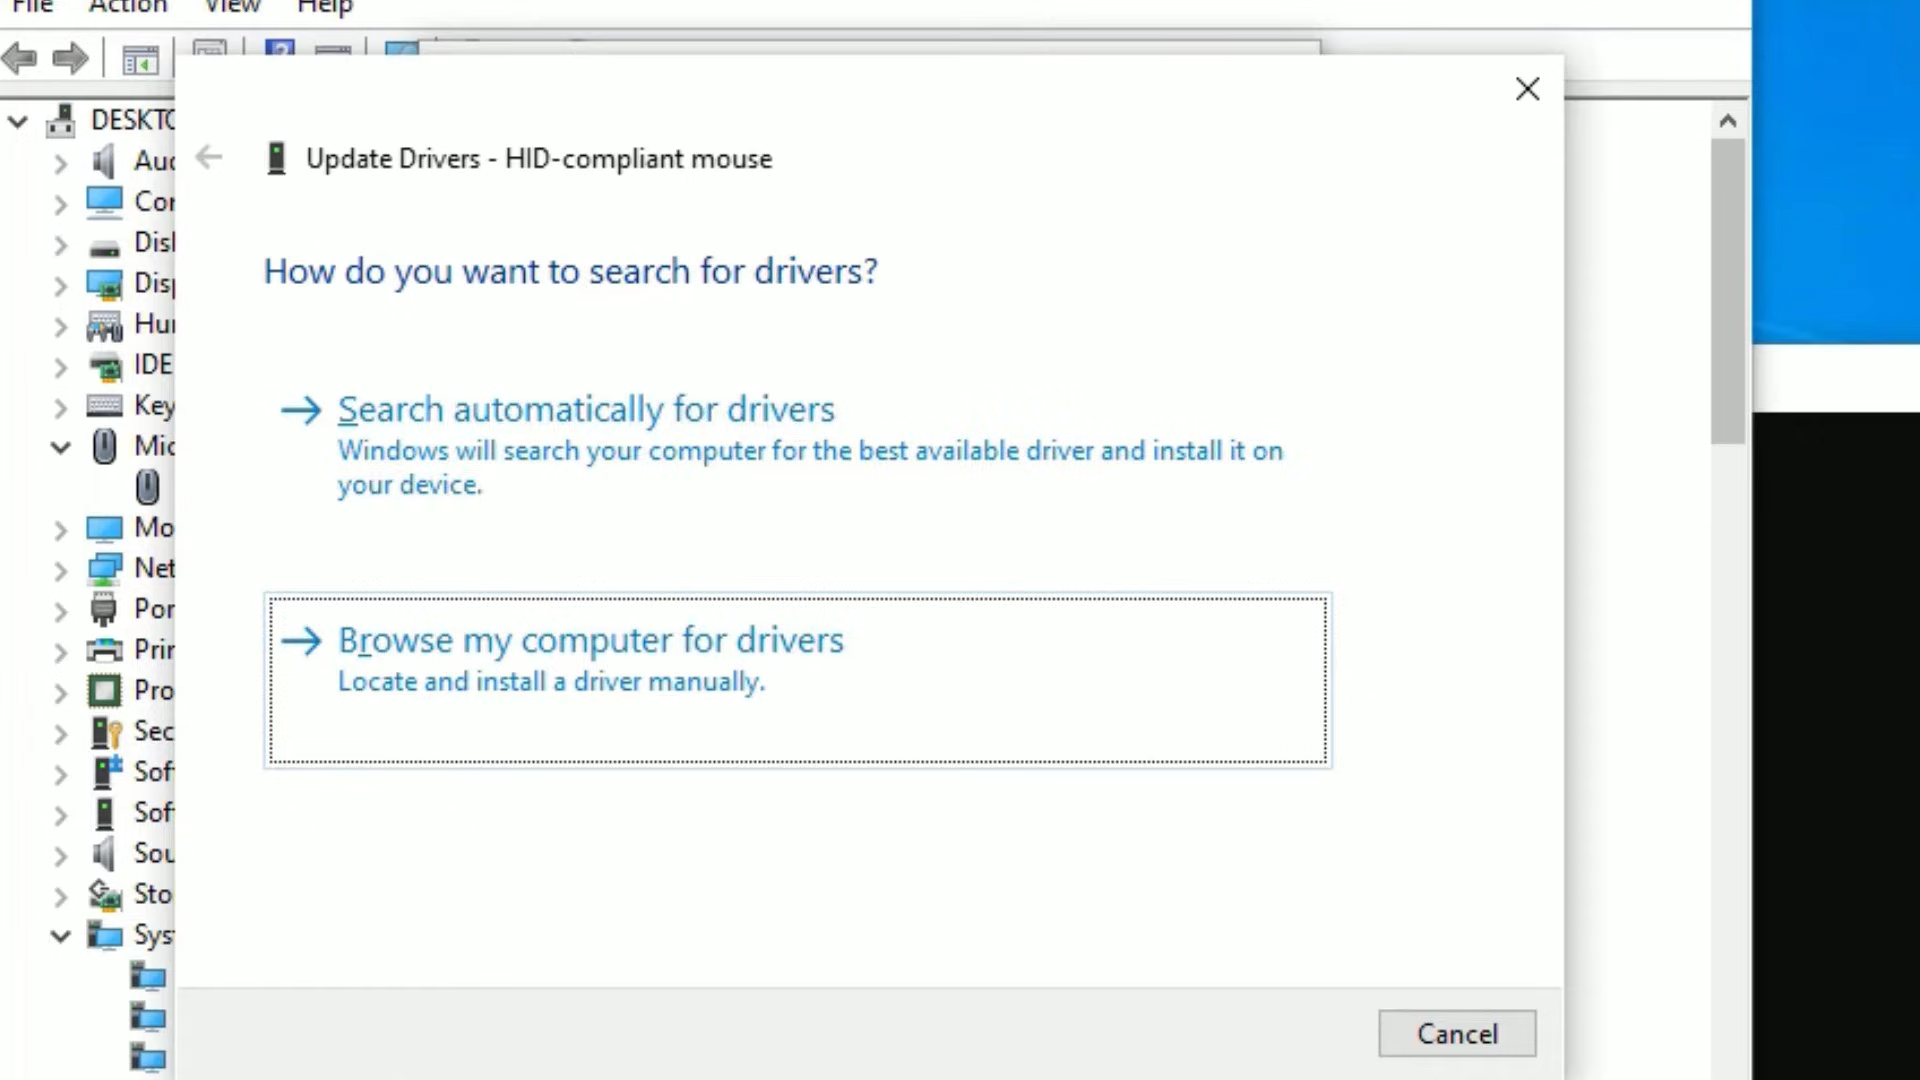 File Action View Help
DESKTO
Update Drivers - HID-compliant mouse
How do you want to search for drivers?
Search automatically for drivers
Windows will search your computer for the best available driver and install it on
your device.
Browse my computer for drivers
Locate and install a driver manually.
Cancel
Auc
Cor
Disl
Disp
Hur
IDE
Key
Mic
Mo
Net
Por
Prir
Pro
Sec
Sof
Sof
Sou
Sto
Sys